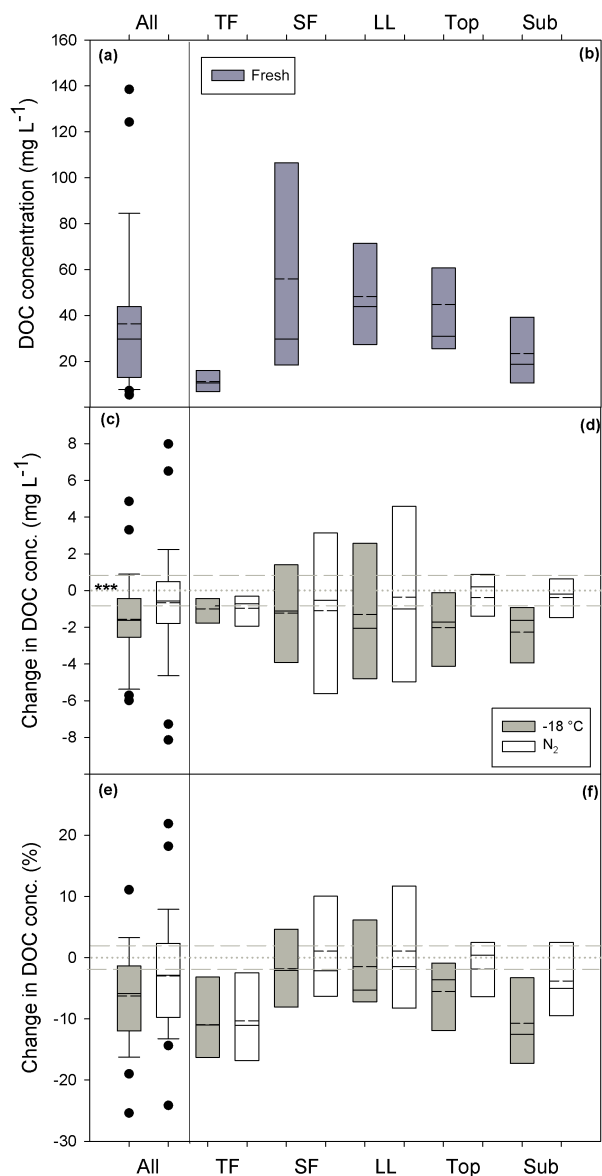 All TF SF LL Top Sub
(a) (b)
160
140
120
100
80
60
40
20
DOC concentration (mg L⁻¹)
Fresh
(c) (d)
8
6
4
2
0
-2
-4
-6
-8
Change in DOC conc. (mg L⁻¹)
***
-18 °C
N₂
(e) (f)
20
10
0
-10
-20
-30
Change in DOC conc. (%)
All TF SF LL Top Sub